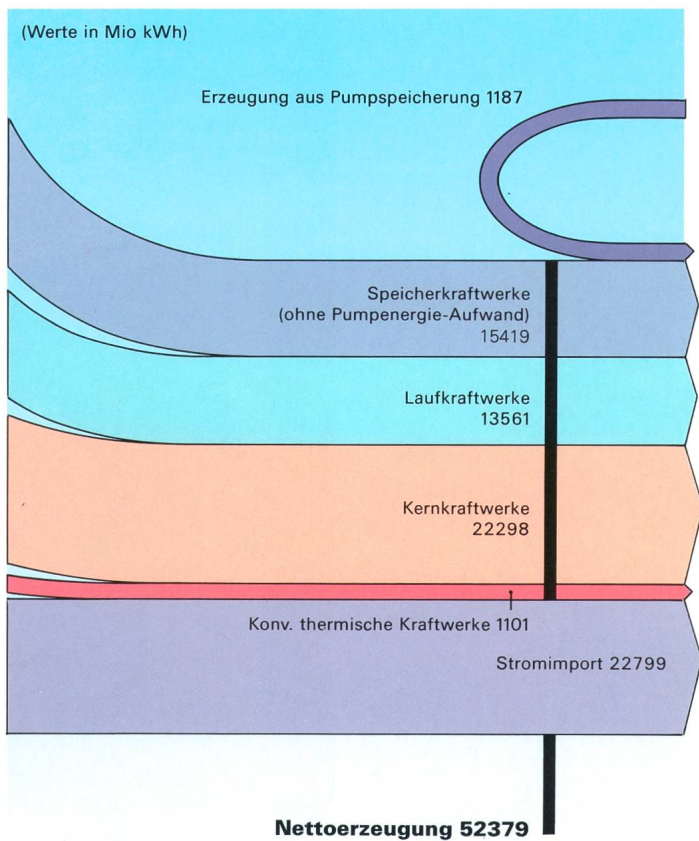 (Werte in Mio kWh)
Erzeugung aus Pumpspeicherung 1187
Speicherkraftwerke
(ohne Pumpenergie-Aufwand)
15419
Laufkraftwerke
13561
Kernkraftwerke
22298
Konv. thermische Kraftwerke 1101
Stromimport 22799
Nettoerzeugung 52379